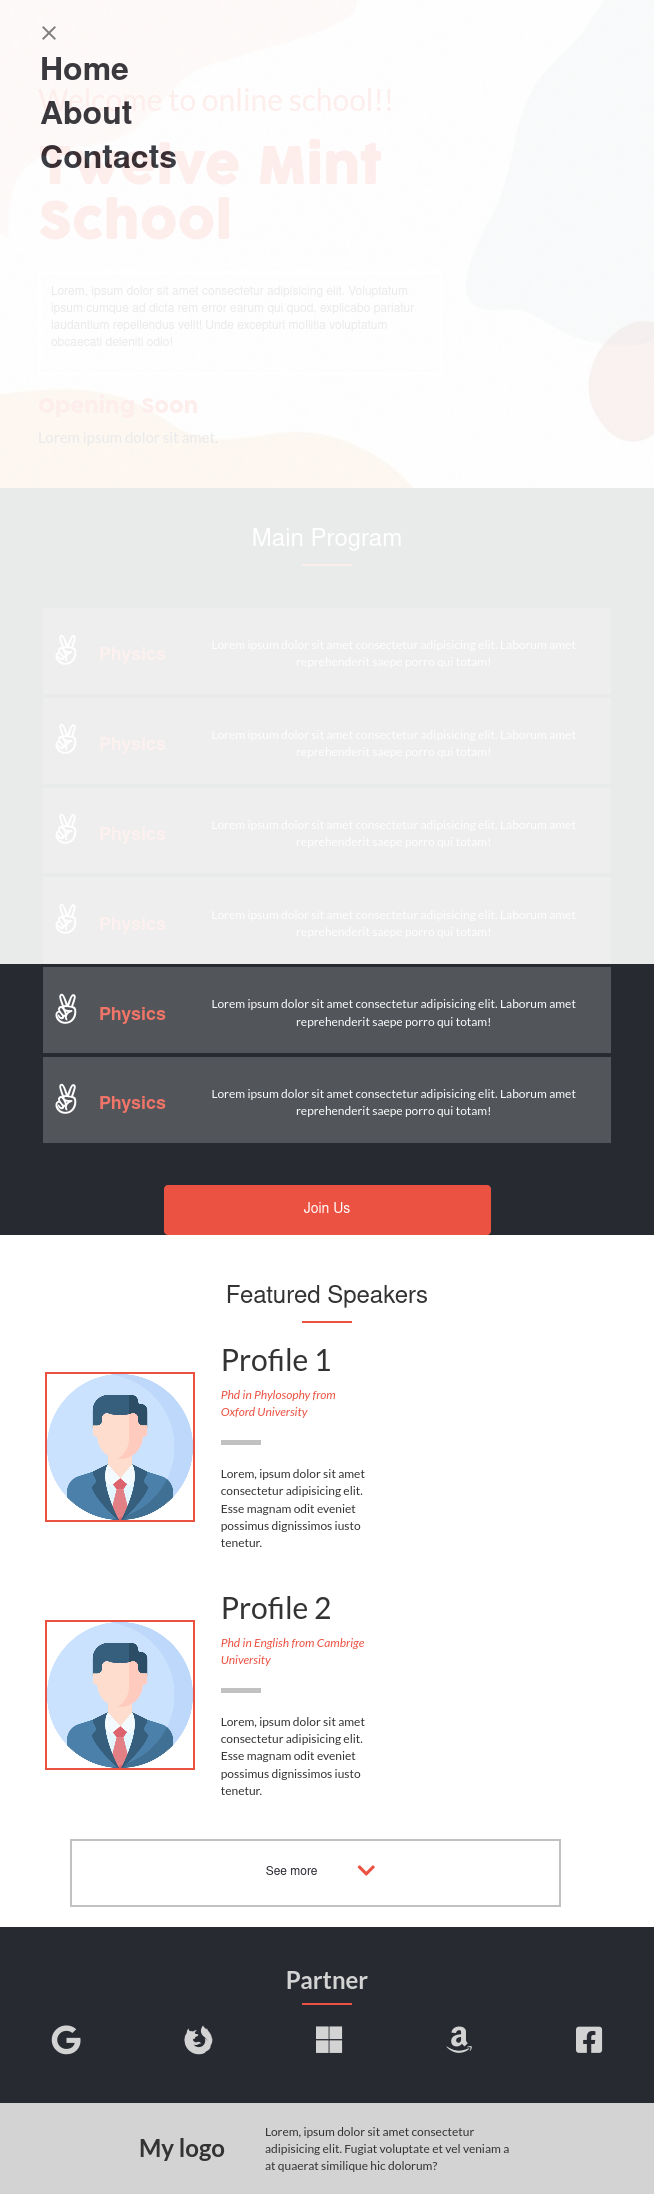 Home
Welcome to online school!!
About
Contacts
Twelve Mint
School
Lorem, ipsum dolor sit amet consectetur adipisicing elit. Voluptatum
ipsum cumque ad dicta rem error earum qui quod, explicabo pariatur
laudantium repellendus velit! Unde excepturi mollitia voluptatum
obcaecati deleniti odio!
Opening Soon
Lorem ipsum dolor sit amet.
Main Program
Physics
Lorem ipsum dolor sit amet consectetur adipisicing elit. Laborum amet
reprehenderit saepe porro qui totam!
Physics
Lorem ipsum dolor sit amet consectetur adipisicing elit. Laborum amet
reprehenderit saepe porro qui totam!
Physics
Lorem ipsum dolor sit amet consectetur adipisicing elit. Laborum amet
reprehenderit saepe porro qui totam!
Physics
Lorem ipsum dolor sit amet consectetur adipisicing elit. Laborum amet
reprehenderit saepe porro qui totam!
Physics
Lorem ipsum dolor sit amet consectetur adipisicing elit. Laborum amet
reprehenderit saepe porro qui totam!
Physics
Lorem ipsum dolor sit amet consectetur adipisicing elit. Laborum amet
reprehenderit saepe porro qui totam!
Join Us
Featured Speakers
Profile 1
Phd in Phylosophy from
Oxford University
Lorem, ipsum dolor sit amet
consectetur adipisicing elit.
Esse magnam odit eveniet
possimus dignissimos iusto
tenetur.
Profile 2
Phd in English from Cambrige
University
Lorem, ipsum dolor sit amet
consectetur adipisicing elit.
Esse magnam odit eveniet
possimus dignissimos iusto
tenetur.
See more
Partner
My logo
Lorem, ipsum dolor sit amet consectetur
adipisicing elit. Fugiat voluptate et vel veniam a
at quaerat similique hic dolorum?